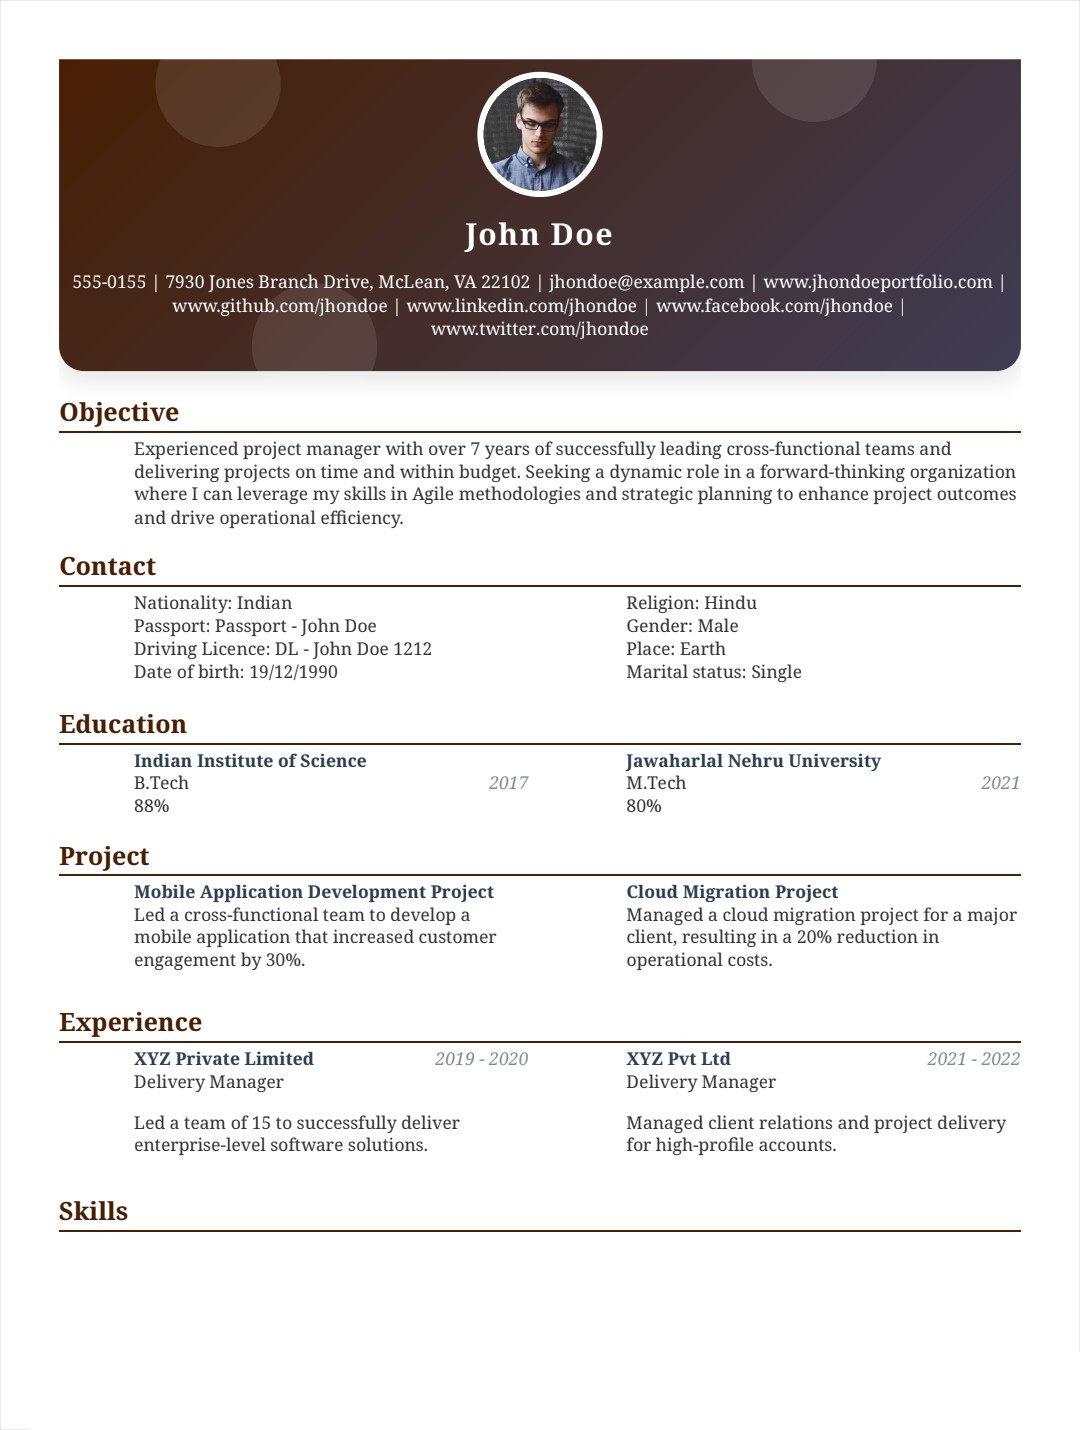 John Doe
555-0155 | 7930 Jones Branch Drive, McLean, VA 22102 | jhondoe@example.com | www.jhondoeportfolio.com |
www.github.com/jhondoe | www.linkedin.com/jhondoe | www.facebook.com/jhondoe |
www.twitter.com/jhondoe
Objective
Experienced project manager with over 7 years of successfully leading cross-functional teams and
delivering projects on time and within budget. Seeking a dynamic role in a forward-thinking organization
where I can leverage my skills in Agile methodologies and strategic planning to enhance project outcomes
and drive operational efficiency.
Contact
Nationality: Indian
Passport: Passport - John Doe
Driving Licence: DL - John Doe 1212
Date of birth: 19/12/1990
Religion: Hindu
Gender: Male
Place: Earth
Marital status: Single
Education
Indian Institute of Science
B.Tech 2017
88%
Jawaharlal Nehru University
M.Tech 2021
80%
Project
Mobile Application Development Project
Led a cross-functional team to develop a
mobile application that increased customer
engagement by 30%.
Cloud Migration Project
Managed a cloud migration project for a major
client, resulting in a 20% reduction in
operational costs.
Experience
XYZ Private Limited 2019 - 2020
Delivery Manager
Led a team of 15 to successfully deliver
enterprise-level software solutions.
XYZ Pvt Ltd 2021 - 2022
Delivery Manager
Managed client relations and project delivery
for high-profile accounts.
Skills